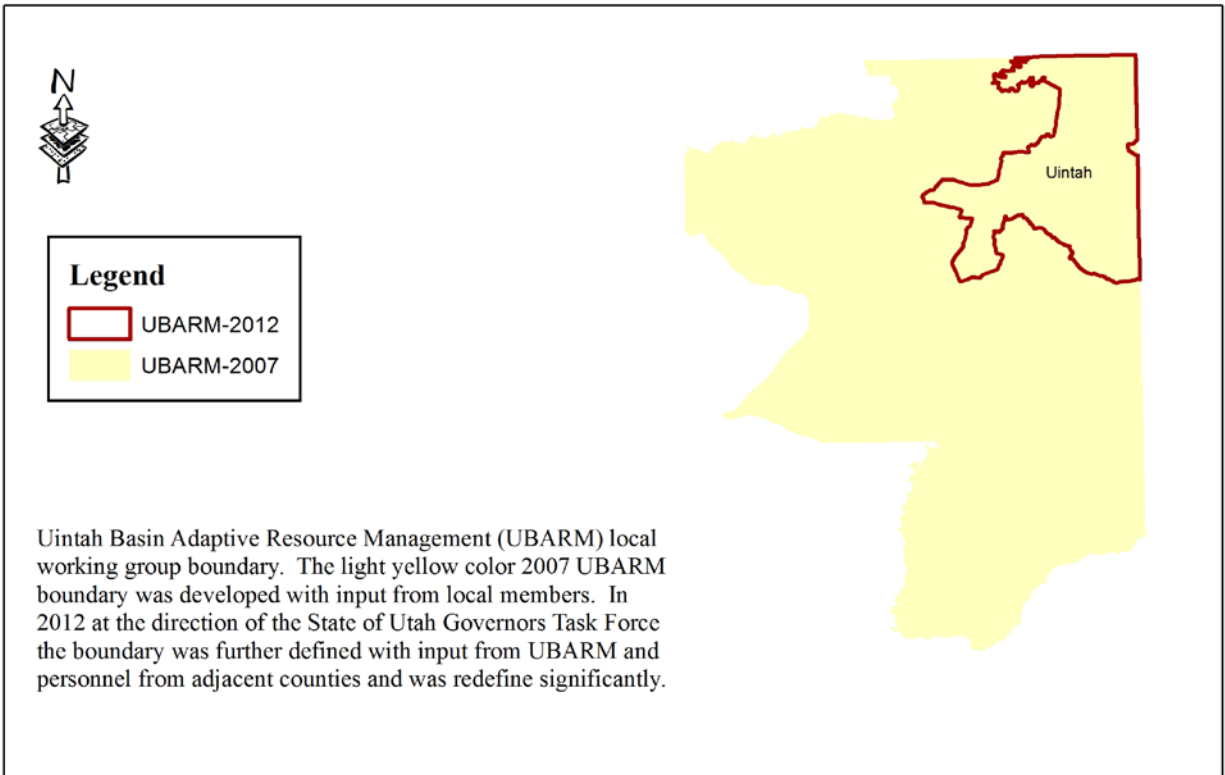 N
Uintah
Legend
UBARM-2012
UBARM-2007
Uintah Basin Adaptive Resource Management (UBARM) local
working group boundary.  The light yellow color 2007 UBARM
boundary was developed with input from local members.  In
2012 at the direction of the State of Utah Governors Task Force
the boundary was further defined with input from UBARM and
personnel from adjacent counties and was redefine significantly.